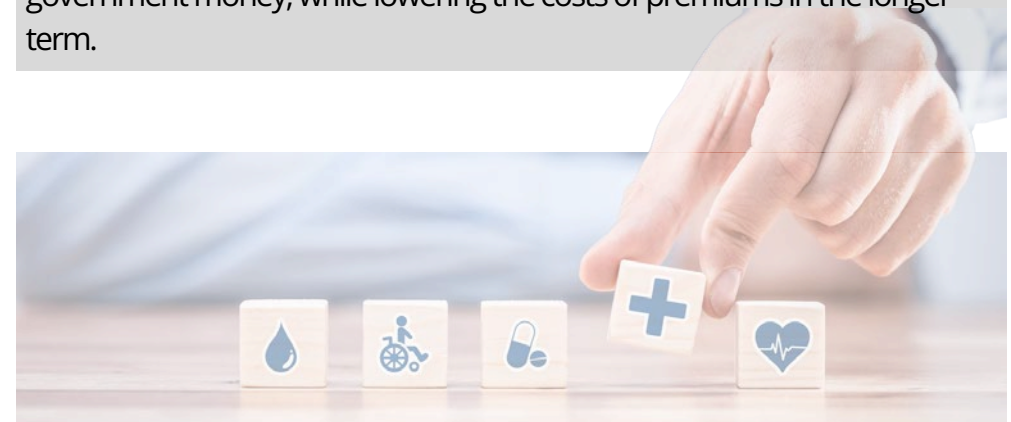 government money, while lowering the costs of premiums in the longer
term.